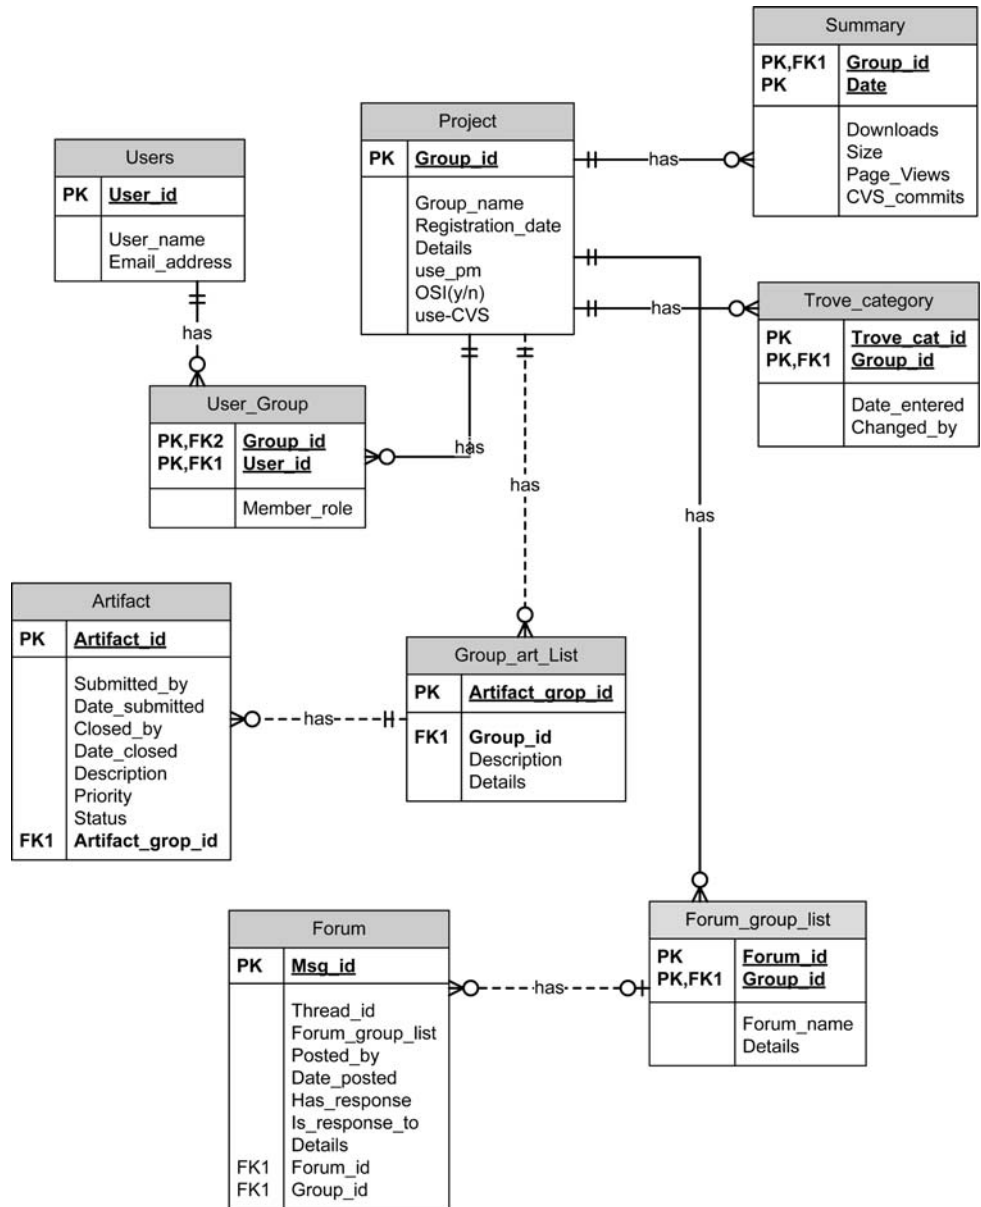 Summary
PK,FK1 Group_id
PK Date
Downloads
Size
Page_Views
CVS_commits
Project
PK Group_id
Group_name
Registration_date
Details
use_pm
OSI(y/n)
use-CVS
has
Users
PK User_id
User_name
Email_address
has
has
Trove_category
PK Trove_cat_id
PK,FK1 Group_id
Date_entered
Changed_by
User_Group
PK,FK2 Group_id
PK,FK1 User_id
Member_role
has
has
has
Artifact
PK Artifact_id
Submitted_by
Date_submitted
Closed_by
Date_closed
Description
Priority
Status
FK1 Artifact_grop_id
has
Group_art_List
PK Artifact_grop_id
FK1 Group_id
Description
Details
Forum
PK Msg_id
Thread_id
Forum_group_list
Posted_by
Date_posted
Has_response
Is_response_to
Details
FK1 Forum_id
FK1 Group_id
has
Forum_group_list
PK Forum_id
PK,FK1 Group_id
Forum_name
Details